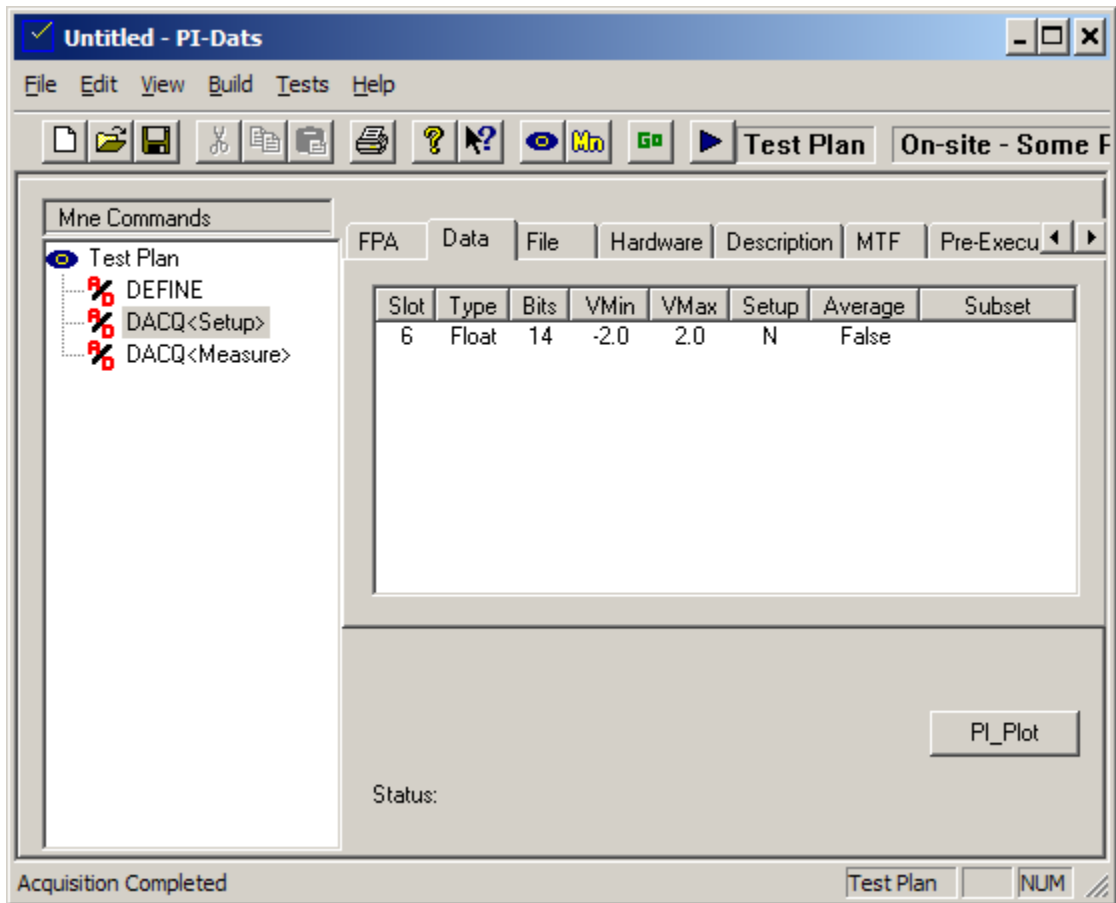 Untitled - PI-Dats
File Edit View Build Tests Help
Mn Go Test Plan On-site - Some F
Mne Commands
Test Plan
A/D DEFINE
A/D DACQ<Setup>
A/D DACQ<Measure>
FPA Data File Hardware Description MTF Pre-Execu
Slot Type Bits VMin VMax Setup Average Subset
6 Float 14 -2.0 2.0 N False
PI_Plot
Status:
Acquisition Completed Test Plan NUM